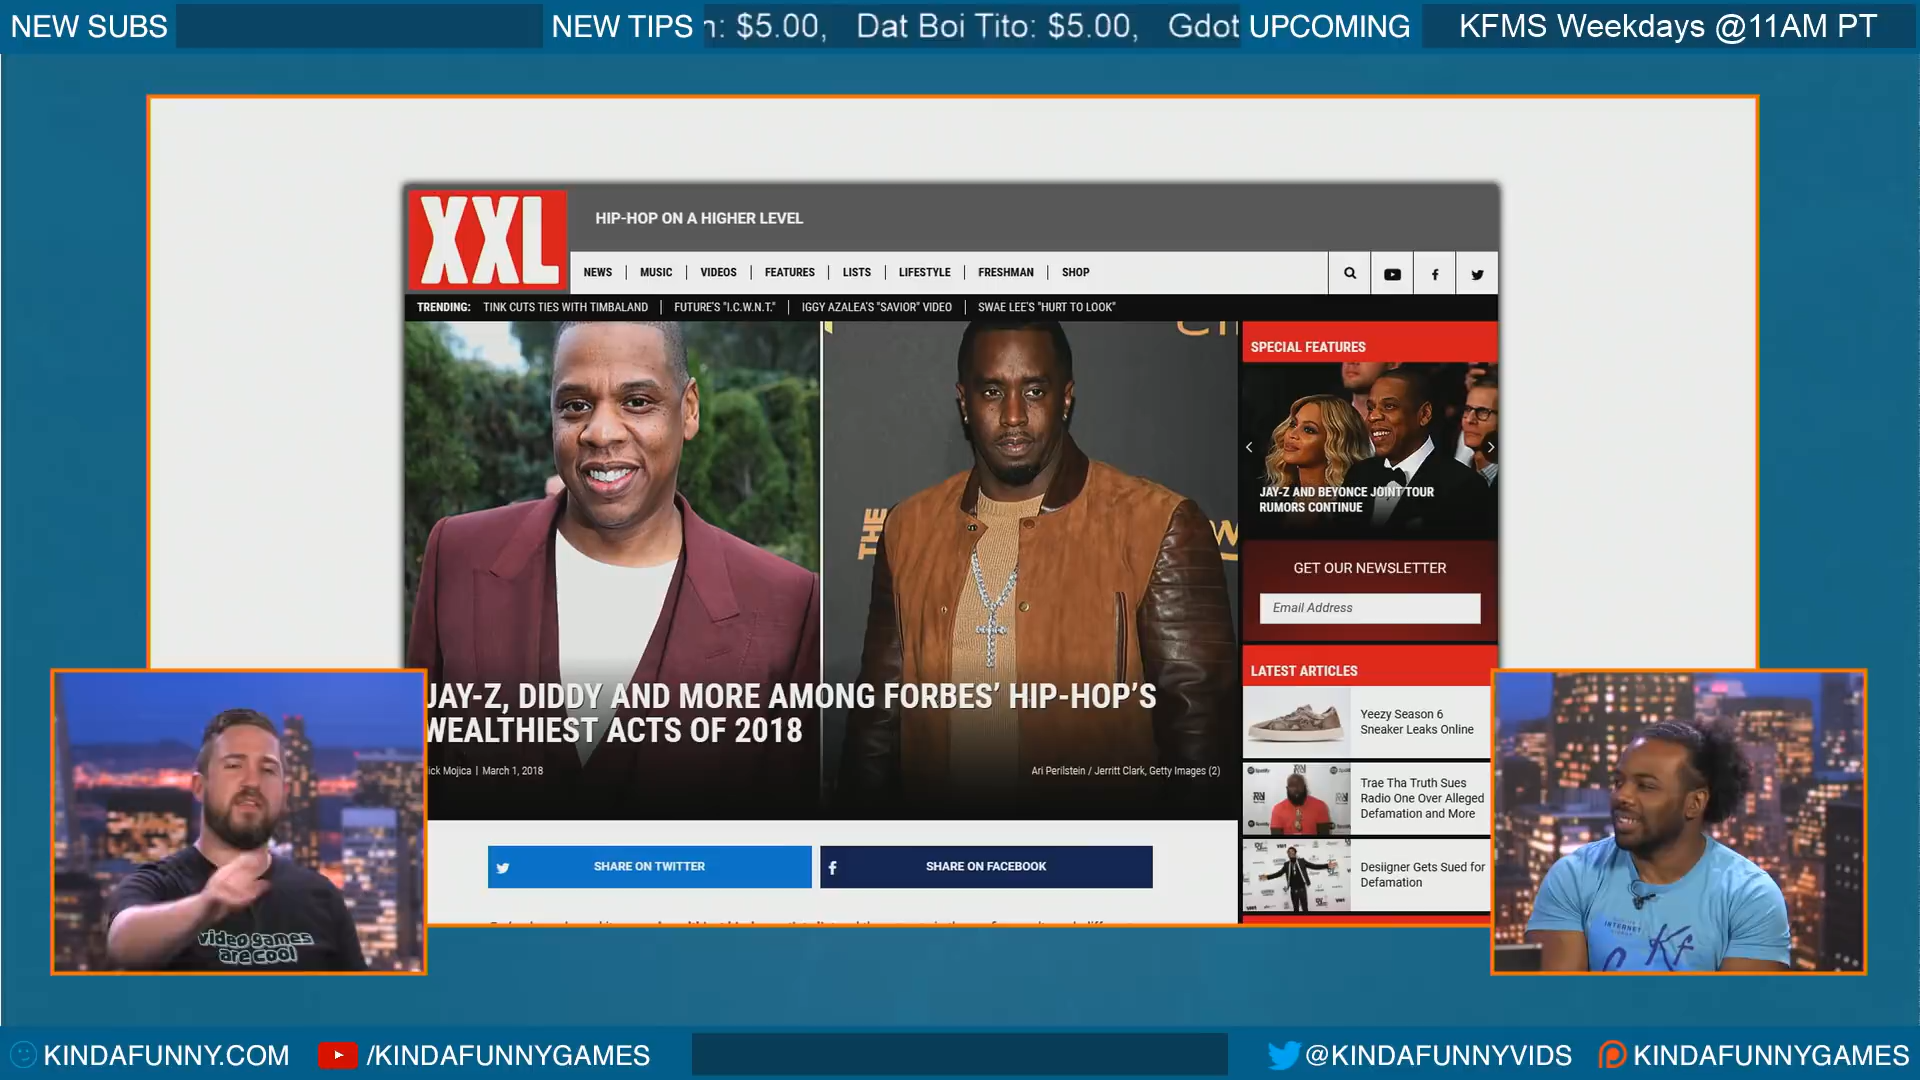 NEW SUBS
NEW TIPS
$5.00, Dat Boi Tito: $5.00, Gdot
UPCOMING
KFMS Weekdays @11AM PT
XXL
HIP-HOP ON A HIGHER LEVEL
NEWS
MUSIC
VIDEOS
FEATURES
LISTS
LIFESTYLE
FRESHMAN
SHOP
TRENDING: TINK CUTS TIES WITH TIMBALAND
FUTURE'S "I.C.W.N.T."
IGGY AZALEA'S "SAVIOR" VIDEO
SWAE LEE'S "HURT TO LOOK"
THE
SPECIAL FEATURES
JAY-Z AND BEYONCE JOINT TOUR
RUMORS CONTINUE
GET OUR NEWSLETTER
Email Address
JAY-Z, DIDDY AND MORE AMONG FORBES' HIP-HOP'S
WEALTHIEST ACTS OF 2018
ick Mojica | March 1, 2018
Ari Perilstein / Jerritt Clark, Getty Images (2)
SHARE ON TWITTER
SHARE ON FACEBOOK
LATEST ARTICLES
Yeezy Season 6
Sneaker Leaks Online
Trae Tha Truth Sues
Radio One Over Alleged
Defamation and More
Desiigner Gets Sued for
Defamation
video games
are cool
INTERNET
Kf
KINDAFUNNY.COM
/KINDAFUNNYGAMES
@KINDAFUNNYVIDS
KINDAFUNNYGAMES